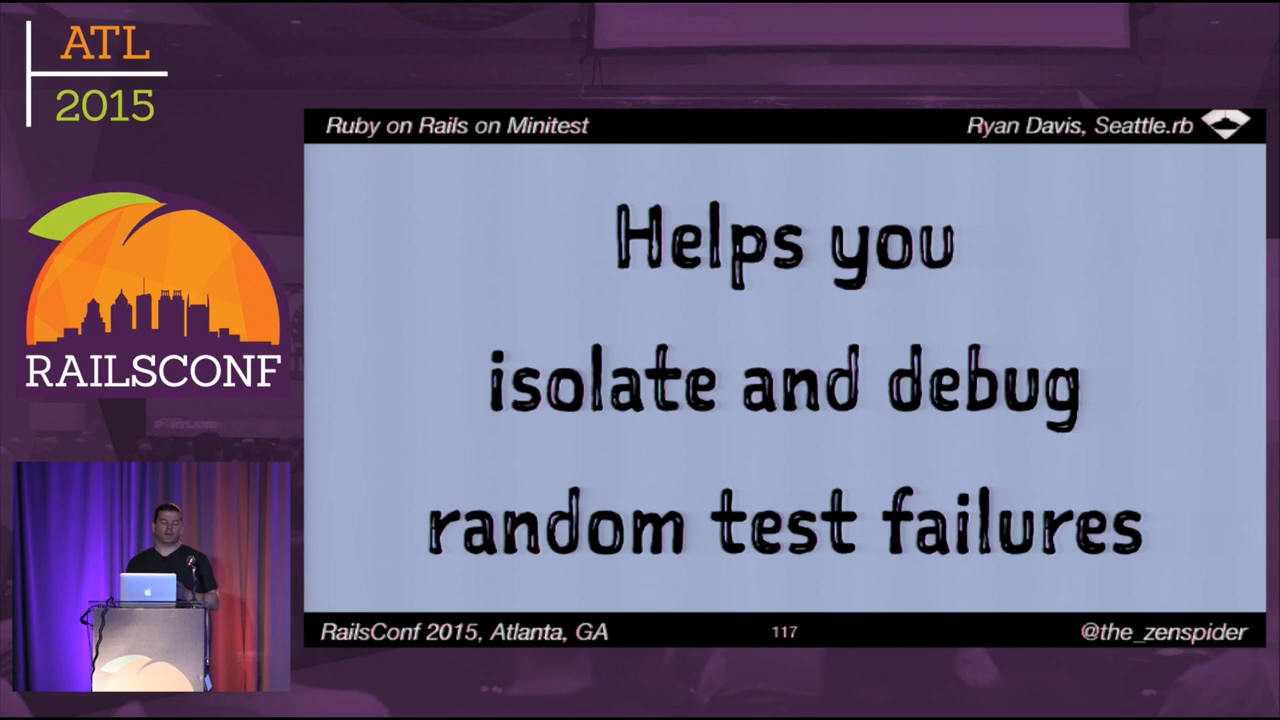 ATL
2015
RAILSCONF
Ruby on Rails on Minitest
Ryan Davis, Seattle.rb
Helps you
isolate and debug
random test failures
RailsConf 2015, Atlanta, GA
117
@the_zenspider
PORTLAND